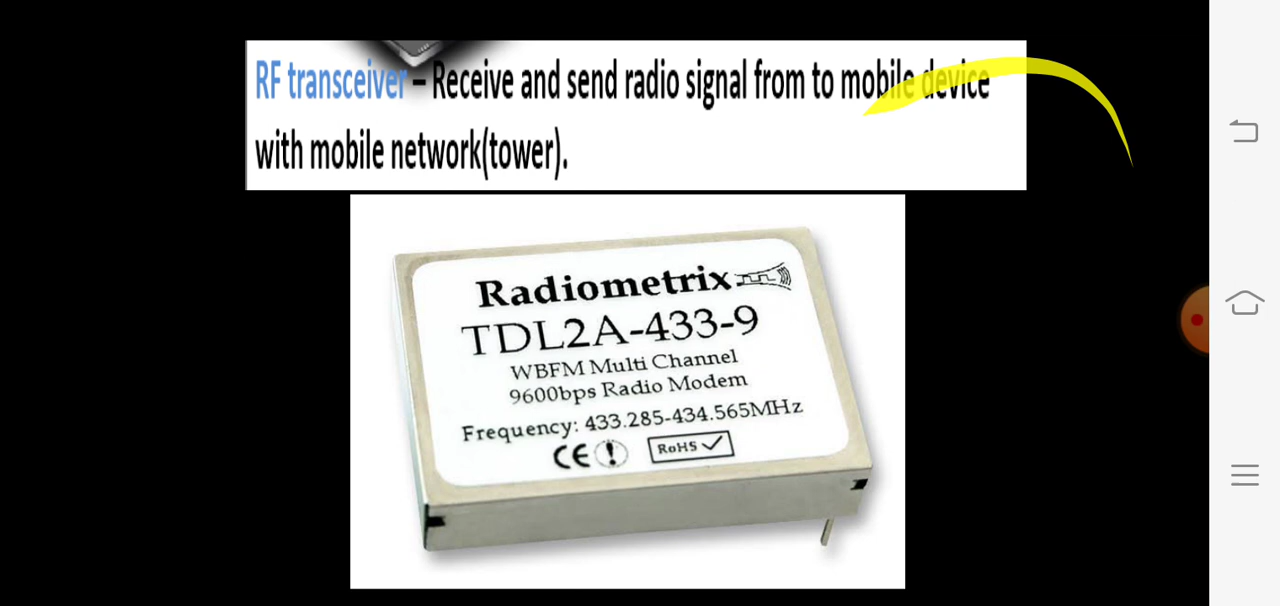 RF transceiver – Receive and send radio signal from to mobile device
with mobile network(tower).
Radiometrix
TDL2A-433-9
WBFM Multi Channel
9600bps Radio Modem
Frequency: 433.285-434.565MHz
CE RoHS